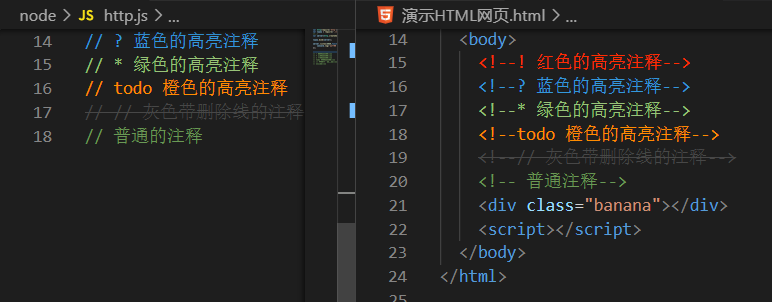 node > JS http.js > ...
14 // ? 蓝色的高亮注释
15 // * 绿色的高亮注释
16 // todo 橙色的高亮注释
17 // // 灰色带删除线的注释
18 // 普通的注释
演示HTML网页.html > ...
14 <body>
15 <!--! 红色的高亮注释-->
16 <!--? 蓝色的高亮注释-->
17 <!--* 绿色的高亮注释-->
18 <!--todo 橙色的高亮注释-->
19 <!--// 灰色带删除线的注释-->
20 <!-- 普通注释-->
21 <div class="banana"></div>
22 <script></script>
23 </body>
24 </html>
25